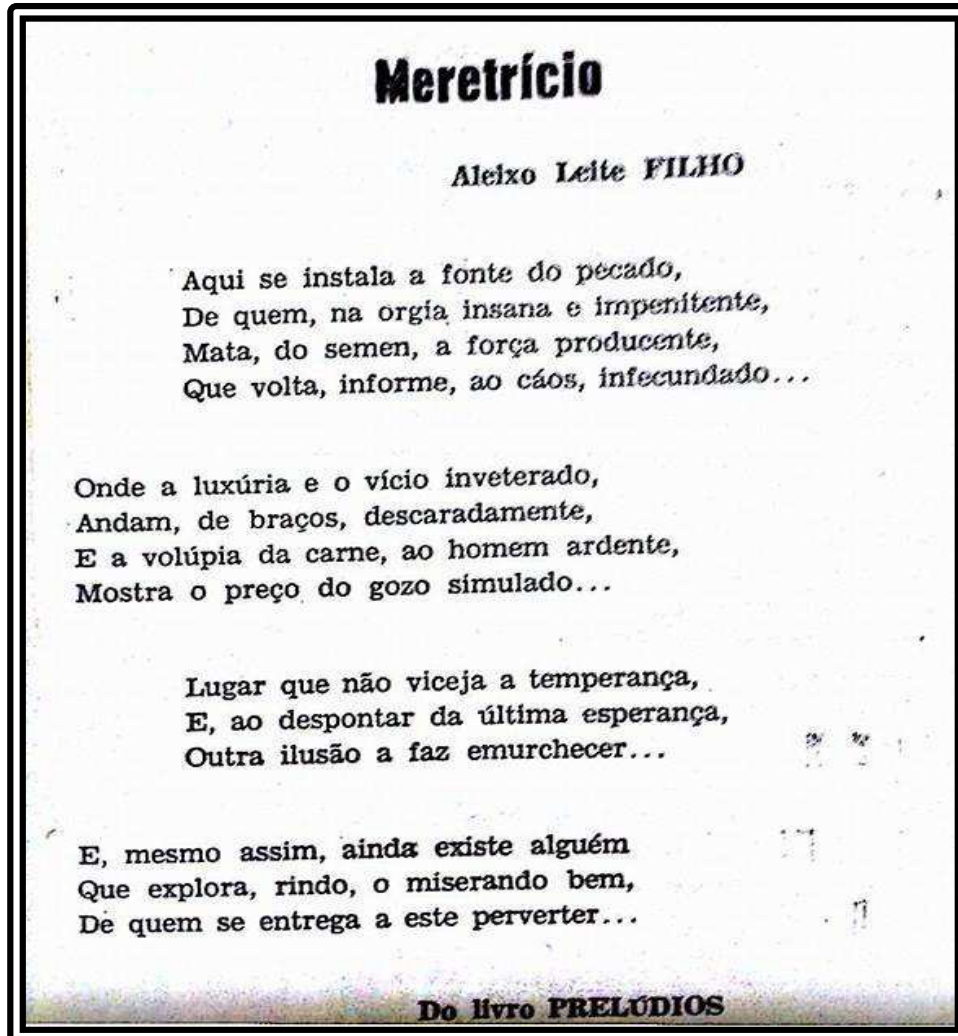 Meretrício
Aleixo Leite FILHO
Aqui se instala a fonte do pecado,
De quem, na orgia insana e impenitente,
Mata, do semen, a força producente,
Que volta, informe, ao cáos, infecundado...
Onde a luxúria e o vício inveterado,
Andam, de braços, descaradamente,
E a volúpia da carne, ao homem ardente,
Mostra o preço do gozo simulado...
Lugar que não viceja a temperança,
E, ao despontar da última esperança,
Outra ilusão a faz emurchecer...
E, mesmo assim, ainda existe alguém
Que explora, rindo, o miserando bem,
De quem se entrega a este perverter...
Do livro PRELÚDIOS